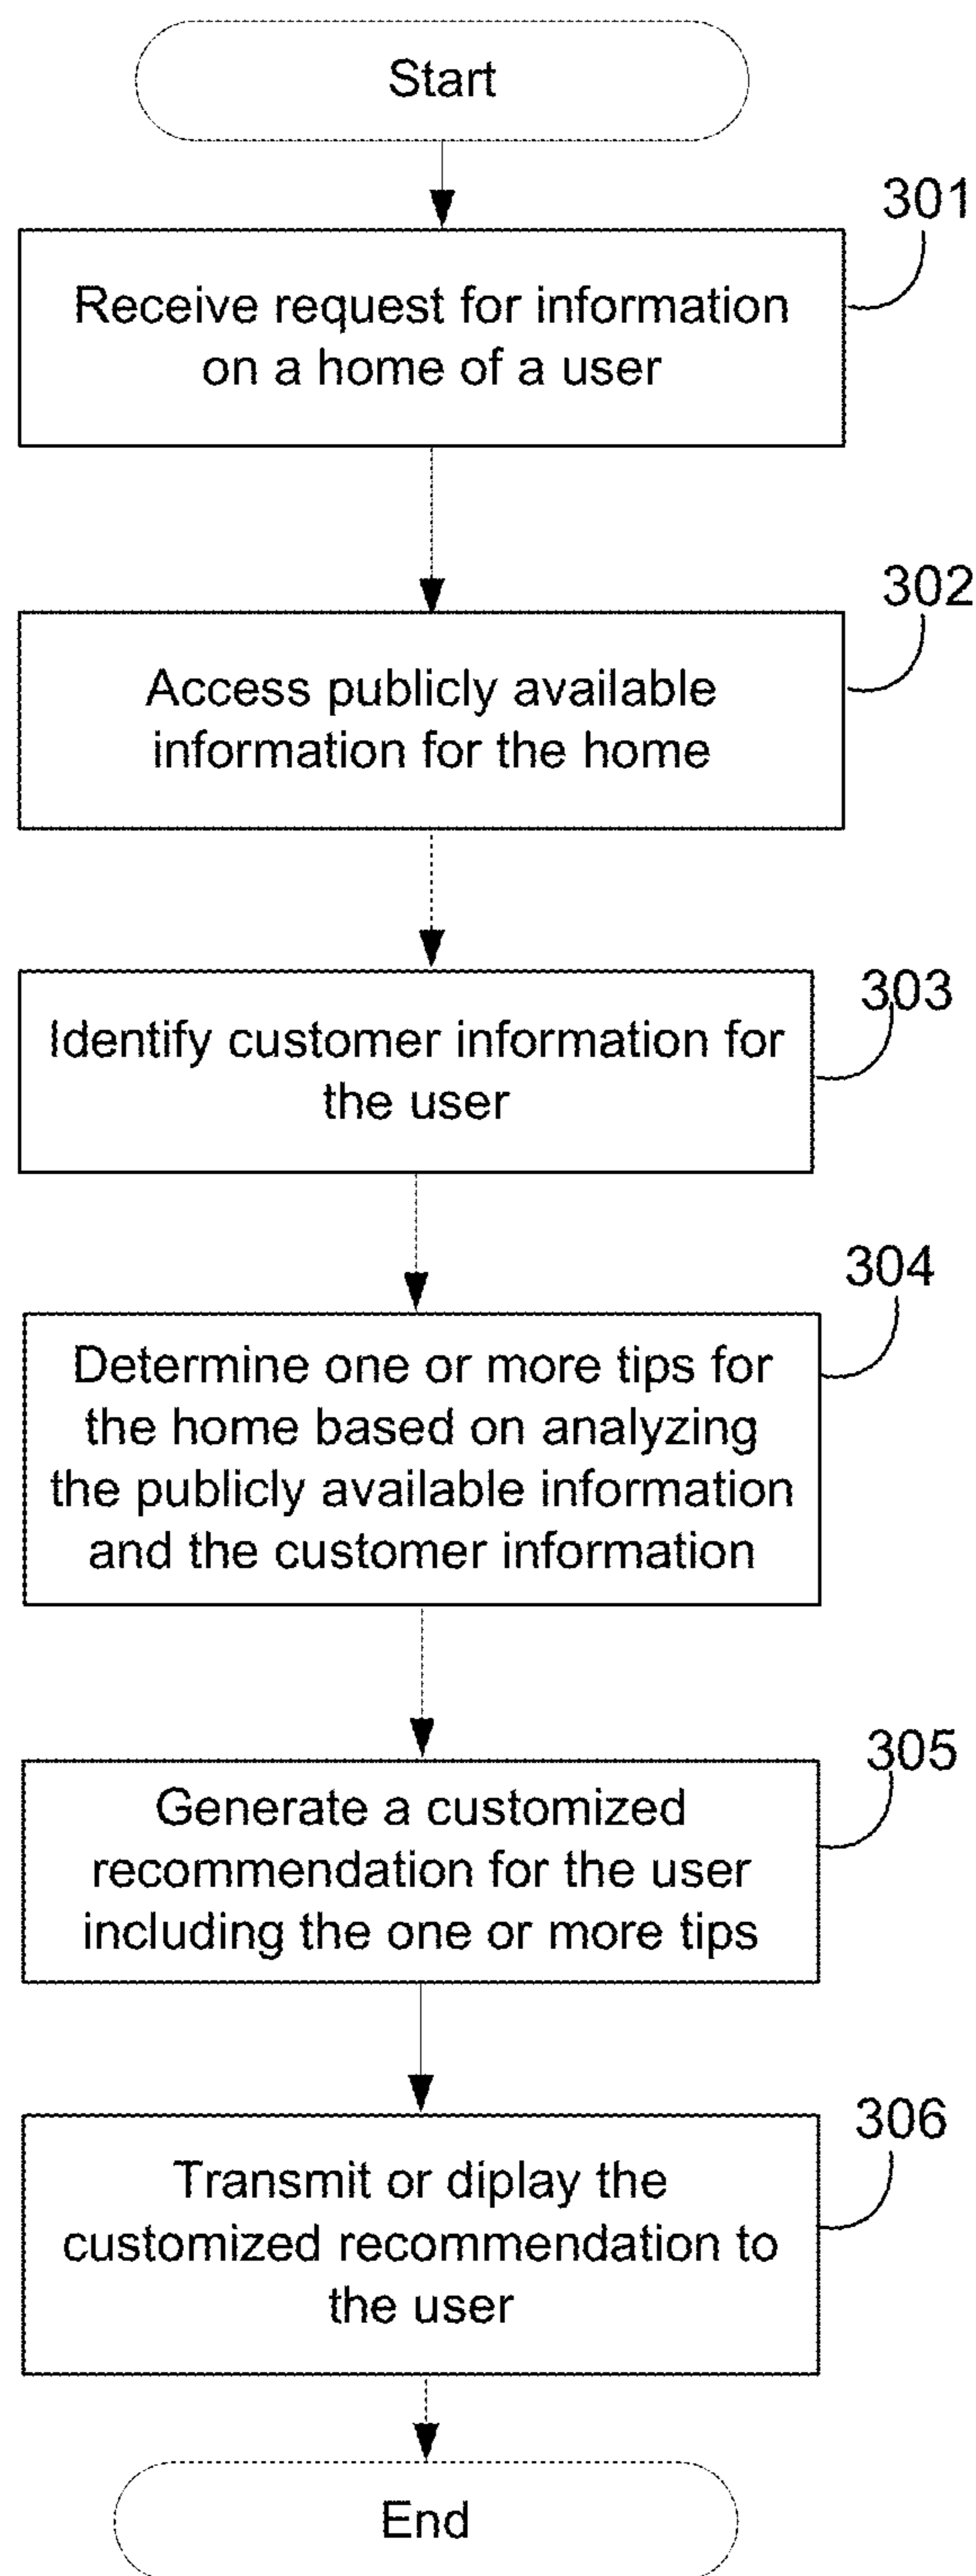 Start
301
Receive request for information
on a home of a user
302
Access publicly available
information for the home
303
Identify customer information for
the user
304
Determine one or more tips for
the home based on analyzing
the publicly available information
and the customer information
305
Generate a customized
recommendation for the user
including the one or more tips
306
Transmit or diplay the
customized recommendation to
the user
End